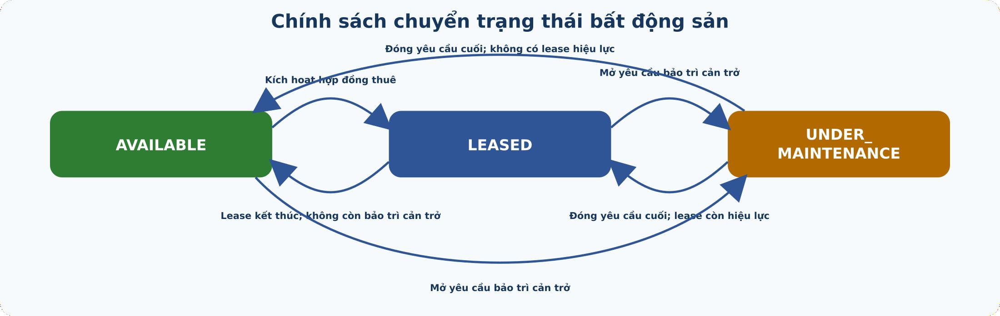 Chính sách chuyển trạng thái bất động sản
Đóng yêu cầu cuối; không có lease hiệu lực
Mở yêu cầu bảo trì cản trở
Kích hoạt hợp đồng thuê
AVAILABLE
LEASED
UNDER_
MAINTENANCE
Lease kết thúc; không còn bảo trì cản trở
Đóng yêu cầu cuối; lease còn hiệu lực
Mở yêu cầu bảo trì cản trở